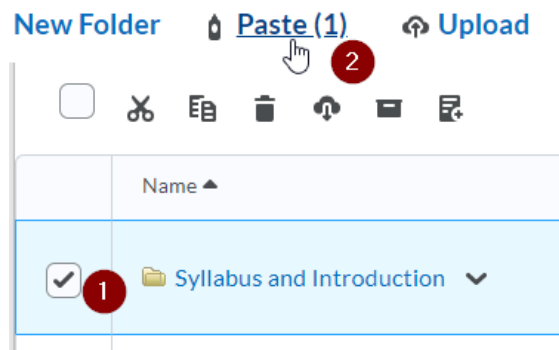 New Folder Paste (1) Upload
2
Name
1 Syllabus and Introduction